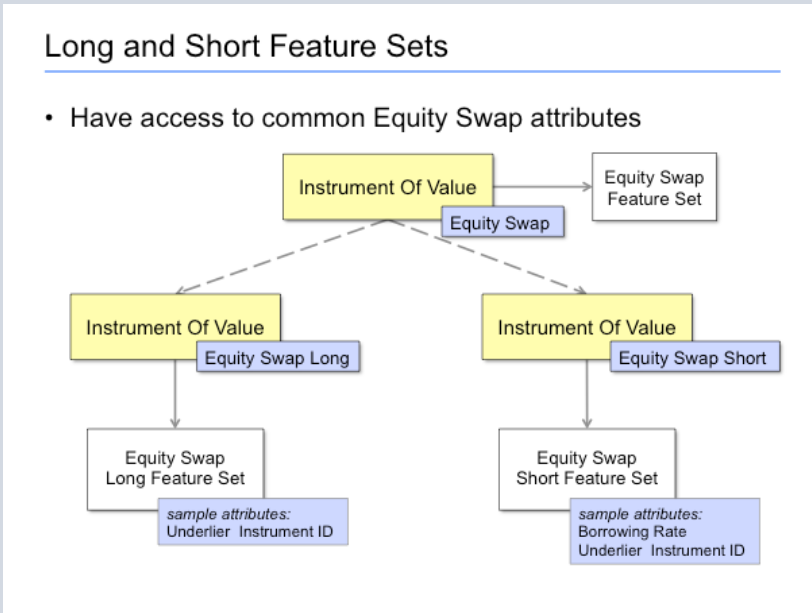 Long and Short Feature Sets
• Have access to common Equity Swap attributes
Instrument Of Value
Equity Swap
Equity Swap
Feature Set
Instrument Of Value
Equity Swap Long
Instrument Of Value
Equity Swap Short
Equity Swap
Long Feature Set
sample attributes:
Underlier Instrument ID
Equity Swap
Short Feature Set
sample attributes:
Borrowing Rate
Underlier Instrument ID